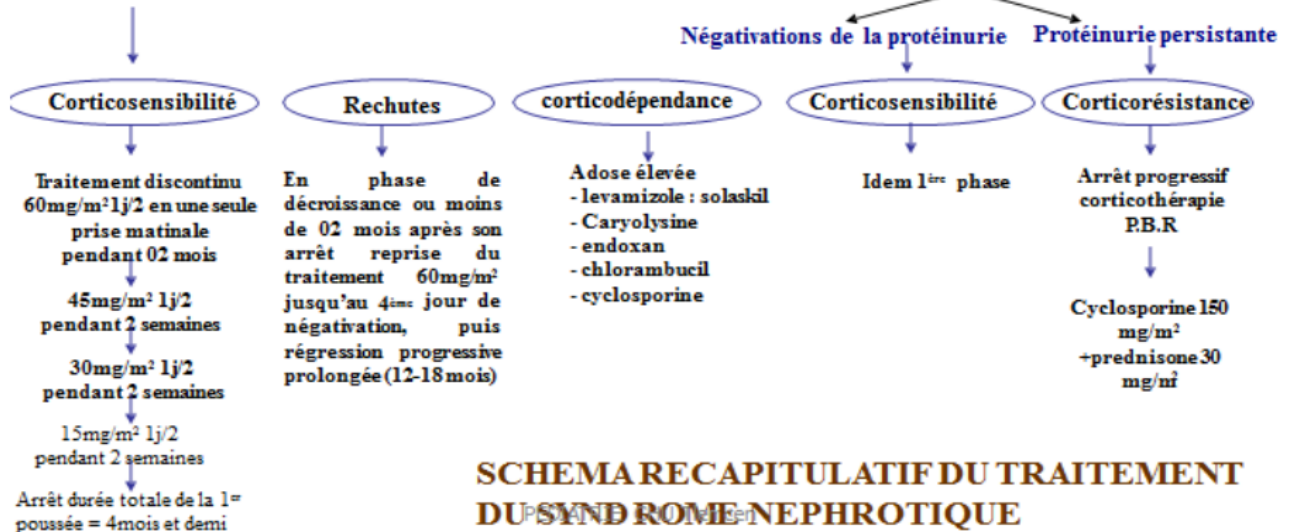 Négativations de la protéinurie
Protéinurie persistante
Corticosensibilité
Traitement discontinu
60mg/m² 1j/2 en une seule
prise matinale
pendant 02 mois
45mg/m² 1j/2
pendant 2 semaines
30mg/m² 1j/2
pendant 2 semaines
15mg/m² 1j/2
pendant 2 semaines
Arrêt durée totale de la 1ᵉʳᵉ
poussée = 4mois et demi
Rechutes
En phase de
décroissance ou moins
de 02 mois après son
arrêt reprise du
traitement 60mg/m²
jusqu'au 4ème jour de
négativation, puis
régression progressive
prolongée (12-18 mois)
corticodépendance
Adose élevée
- levamizole : solaskil
- Caryolysine
- endoxan
- chlorambucil
- cyclosporine
Corticosensibilité
Idem 1ère phase
Corticorésistance
Arrêt progressif
corticothérapie
P.B.R
Cyclosporine 150
mg/m²
+prednisone 30
mg/m²
SCHEMA RECAPITULATIF DU TRAITEMENT
DU SYNDROME NEPHROTIQUE